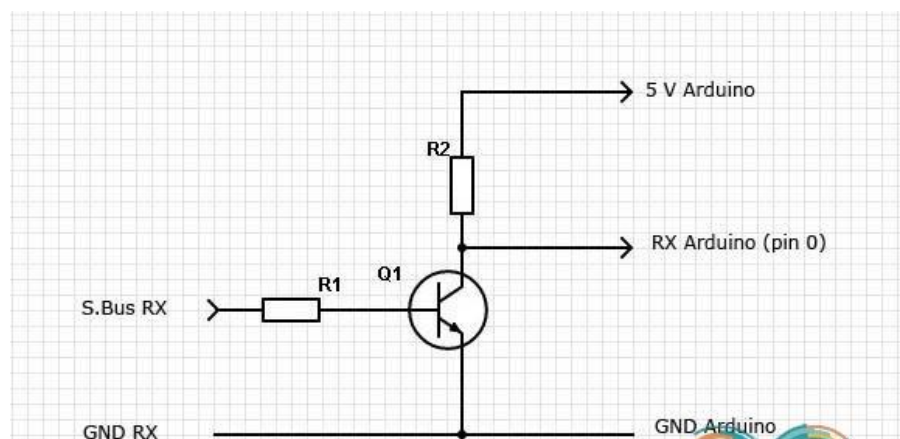 5 V Arduino
R2
RX Arduino (pin 0)
Q1
R1
S.Bus RX
GND RX
GND Arduino